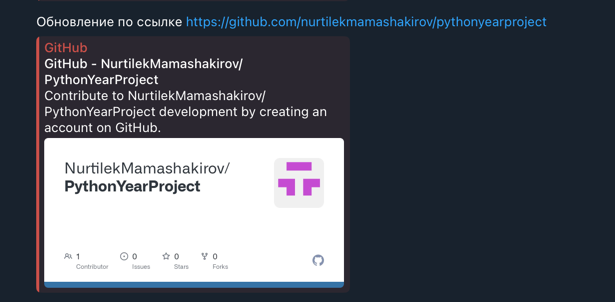 Обновление по ссылке https://github.com/nurtilekmamashakirov/pythonyearproject
GitHub
GitHub - NurtilekMamashakirov/
PythonYearProject
Contribute to NurtilekMamashakirov/
PythonYearProject development by creating an
account on GitHub.
NurtilekMamashakirov/
PythonYearProject
1 0 0 0
Contributor Issues Stars Forks